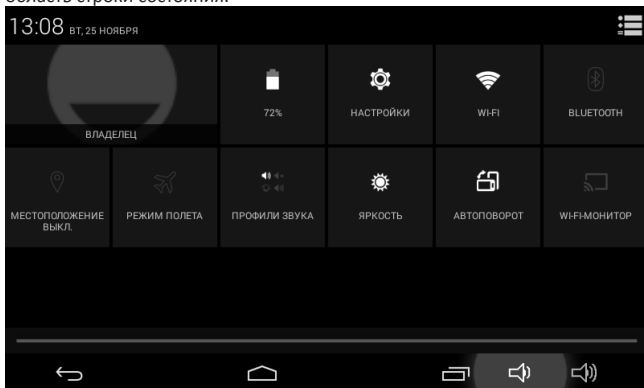 область строки состояния.
13:08 ВТ, 25 НОЯБРЯ
ВЛАДЕЛЕЦ
72%
НАСТРОЙКИ
WI-FI
BLUETOOTH
МЕСТОПОЛОЖЕНИЕ
ВЫКЛ.
РЕЖИМ ПОЛЕТА
ПРОФИЛИ ЗВУКА
ЯРКОСТЬ
АВТОПОВОРОТ
WI-FI-МОНИТОР